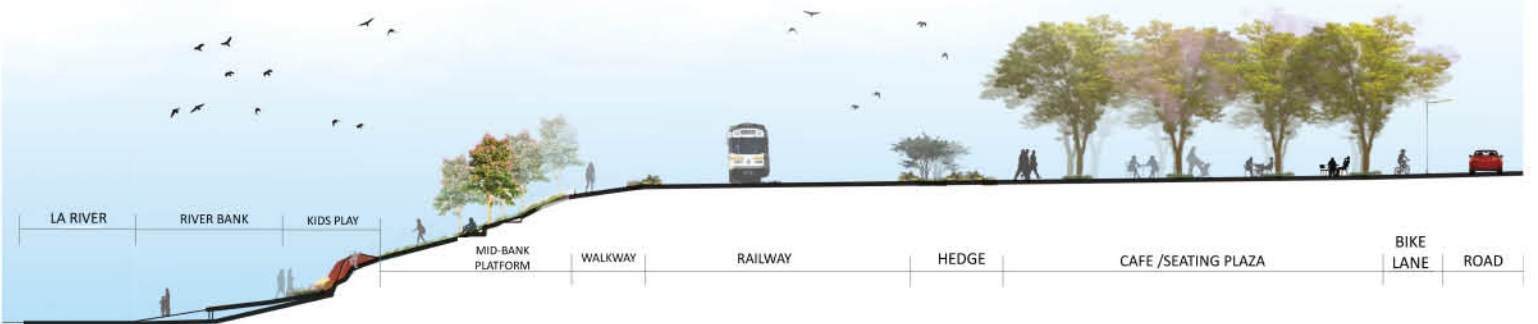 LA RIVER
RIVER BANK
KIDS PLAY
MID-BANK
PLATFORM
WALKWAY
RAILWAY
HEDGE
CAFE /SEATING PLAZA
BIKE
LANE
ROAD